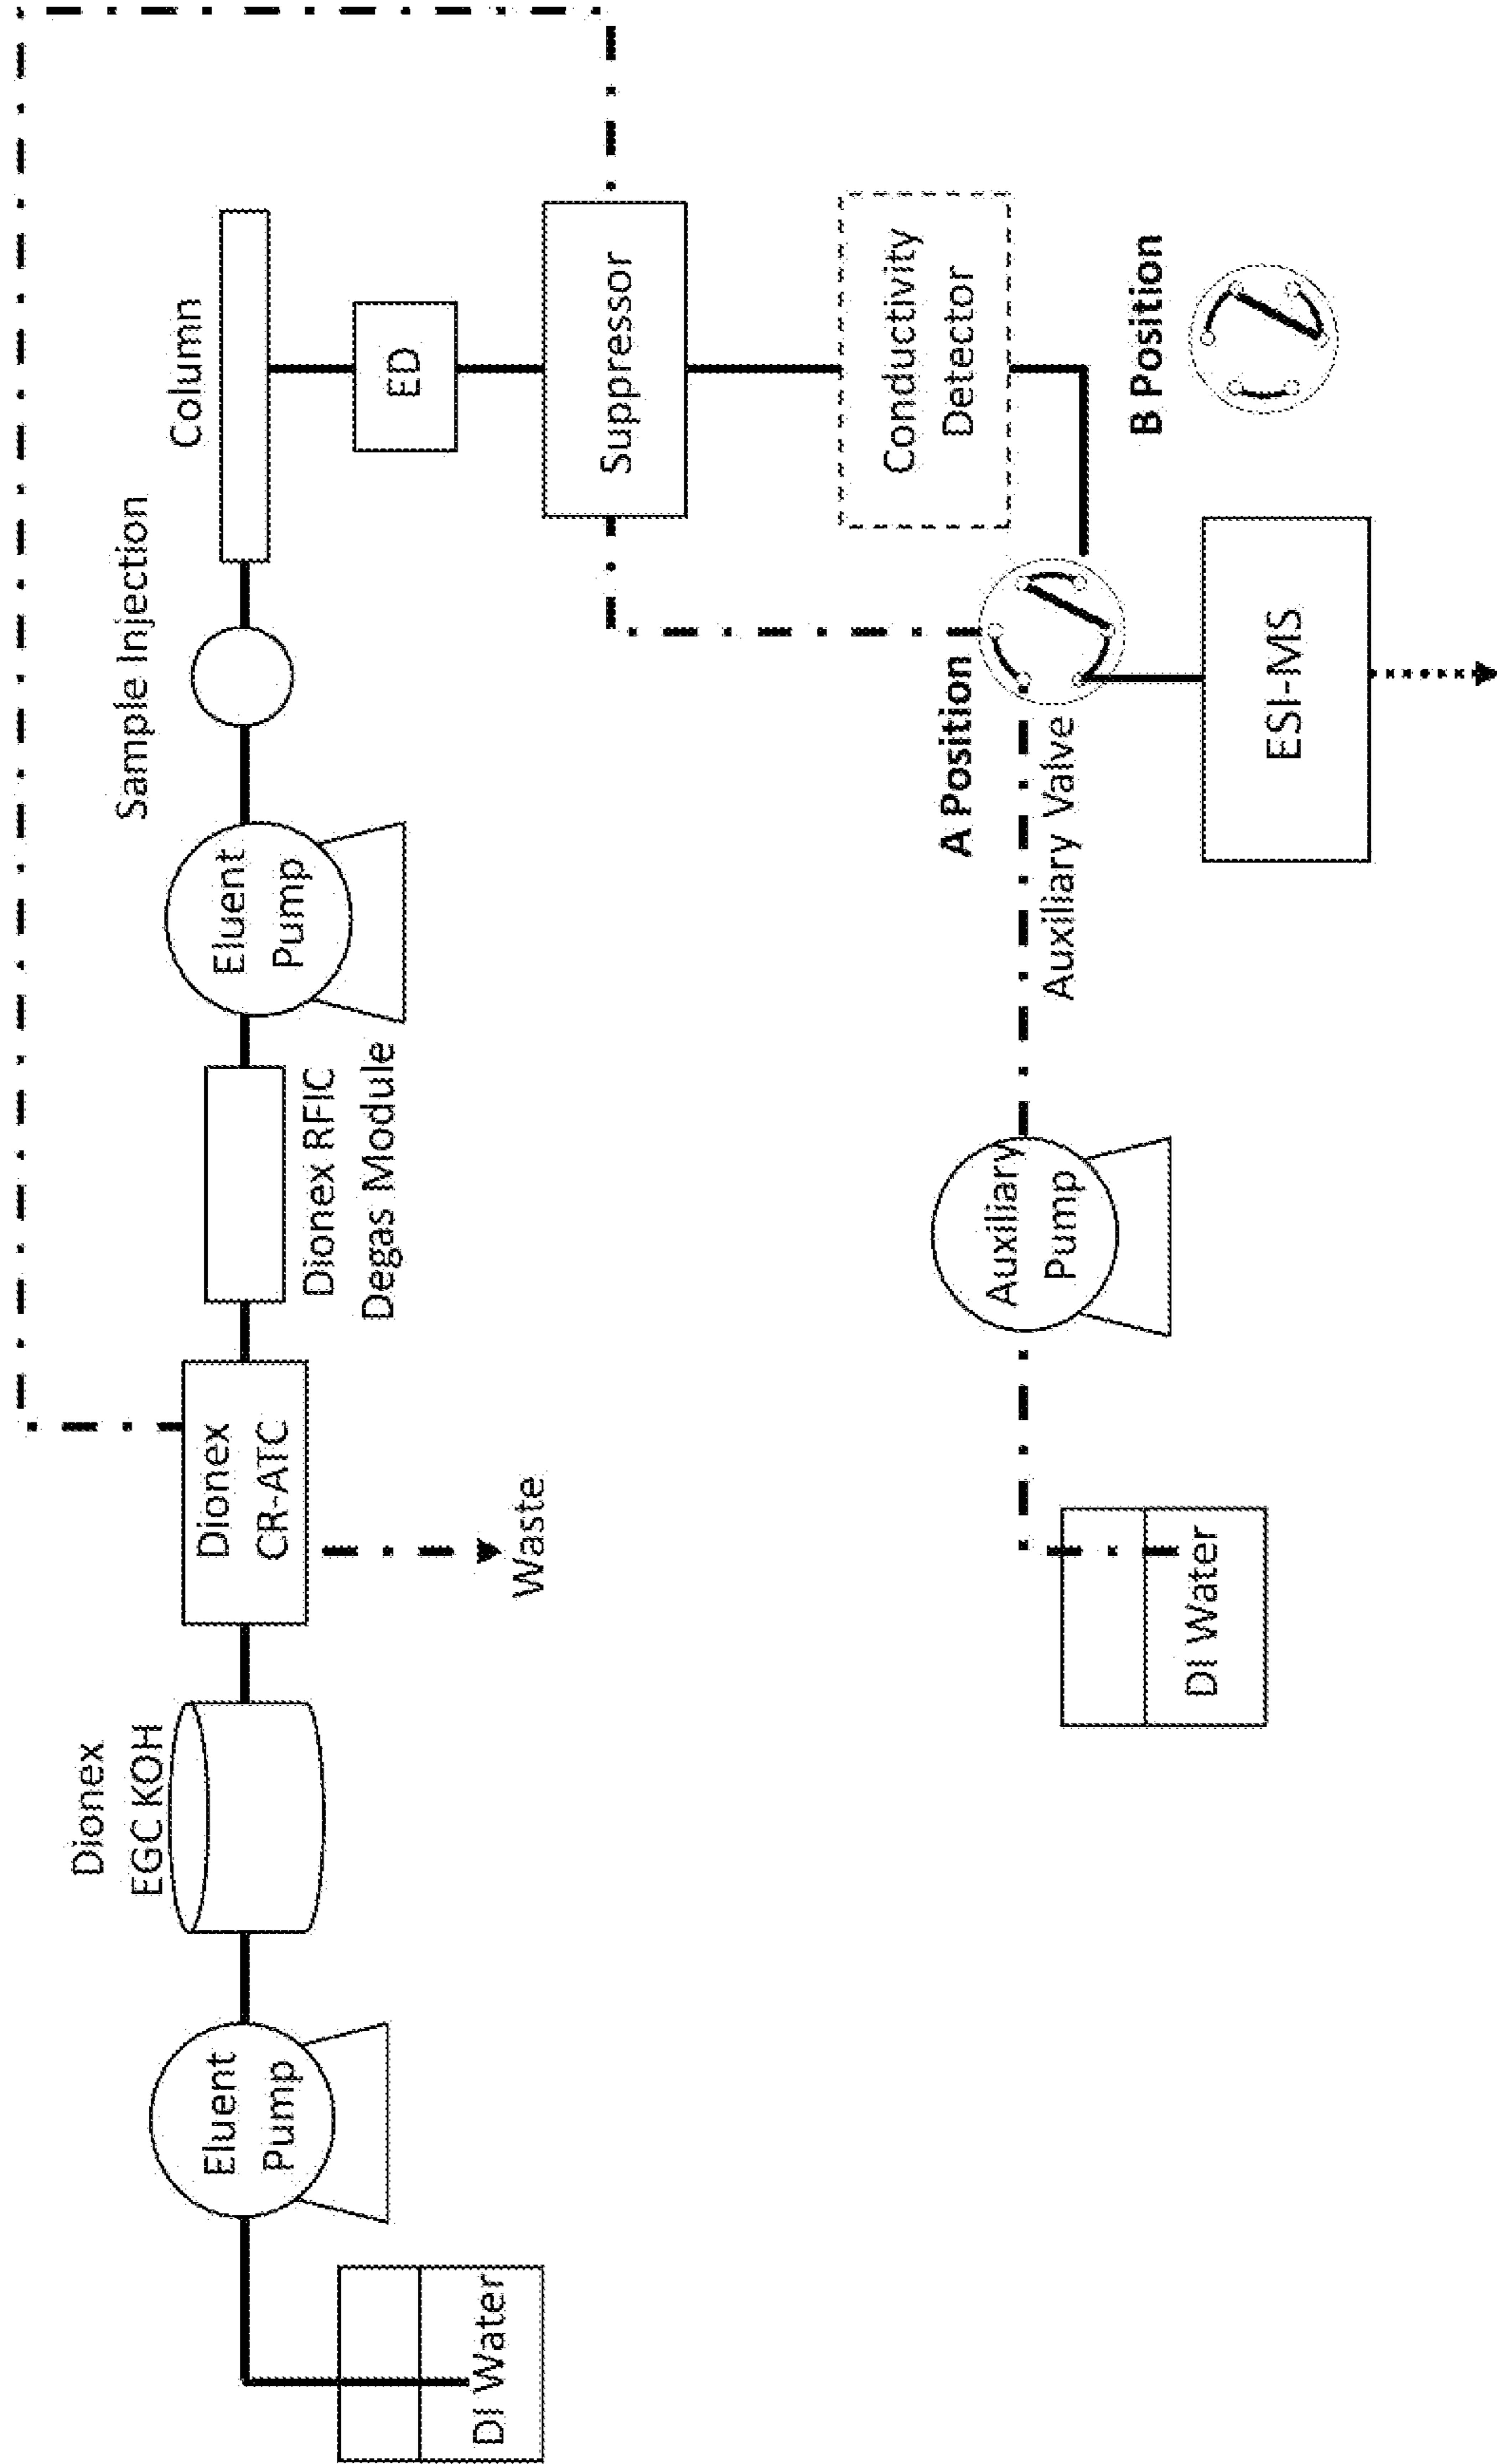 DI Water
Eluent
Pump
Dionex
EGC KOH
Dionex
CR-ATC
Waste
Dionex RFIC
Degas Module
Eluent
Pump
Sample Injection
Column
ED
Suppressor
Conductivity
Detector
DI Water
Auxiliary
Pump
Auxiliary Valve
A Position
B Position
ESI-MS